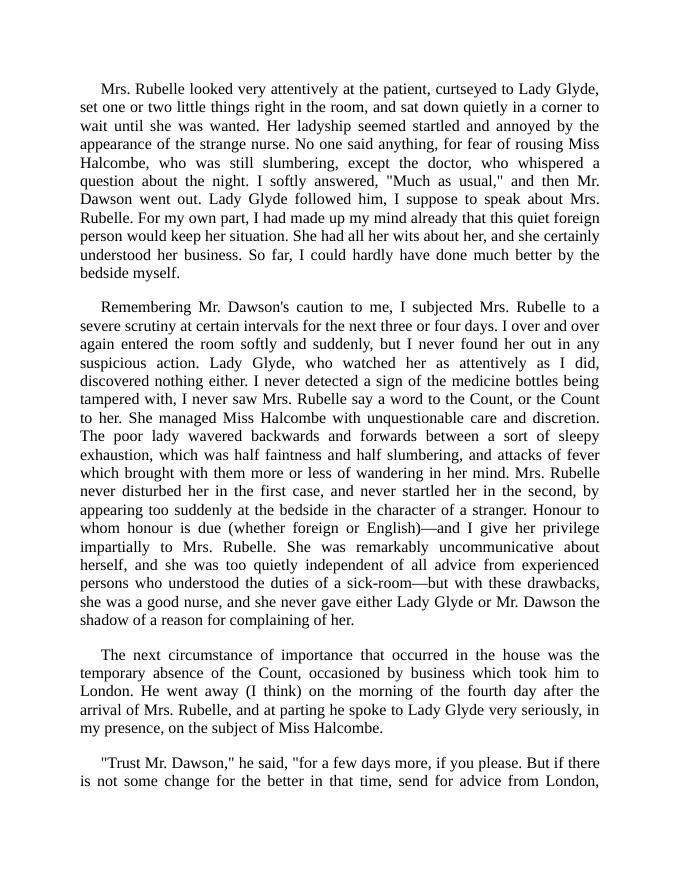 Mrs. Rubelle looked very attentively at the patient, curtseyed to Lady Glyde,
set one or two little things right in the room, and sat down quietly in a corner to
wait until she was wanted. Her ladyship seemed startled and annoyed by the
appearance of the strange nurse. No one said anything, for fear of rousing Miss
Halcombe, who was still slumbering, except the doctor, who whispered a
question about the night. I softly answered, "Much as usual," and then Mr.
Dawson went out. Lady Glyde followed him, I suppose to speak about Mrs.
Rubelle. For my own part, I had made up my mind already that this quiet foreign
person would keep her situation. She had all her wits about her, and she certainly
understood her business. So far, I could hardly have done much better by the
bedside myself.
Remembering Mr. Dawson's caution to me, I subjected Mrs. Rubelle to a
severe scrutiny at certain intervals for the next three or four days. I over and over
again entered the room softly and suddenly, but I never found her out in any
suspicious action. Lady Glyde, who watched her as attentively as I did,
discovered nothing either. I never detected a sign of the medicine bottles being
tampered with, I never saw Mrs. Rubelle say a word to the Count, or the Count
to her. She managed Miss Halcombe with unquestionable care and discretion.
The poor lady wavered backwards and forwards between a sort of sleepy
exhaustion, which was half faintness and half slumbering, and attacks of fever
which brought with them more or less of wandering in her mind. Mrs. Rubelle
never disturbed her in the first case, and never startled her in the second, by
appearing too suddenly at the bedside in the character of a stranger. Honour to
whom honour is due (whether foreign or English)—and I give her privilege
impartially to Mrs. Rubelle. She was remarkably uncommunicative about
herself, and she was too quietly independent of all advice from experienced
persons who understood the duties of a sick-room—but with these drawbacks,
she was a good nurse, and she never gave either Lady Glyde or Mr. Dawson the
shadow of a reason for complaining of her.
The next circumstance of importance that occurred in the house was the
temporary absence of the Count, occasioned by business which took him to
London. He went away (I think) on the morning of the fourth day after the
arrival of Mrs. Rubelle, and at parting he spoke to Lady Glyde very seriously, in
my presence, on the subject of Miss Halcombe.
"Trust Mr. Dawson," he said, "for a few days more, if you please. But if there
is not some change for the better in that time, send for advice from London,